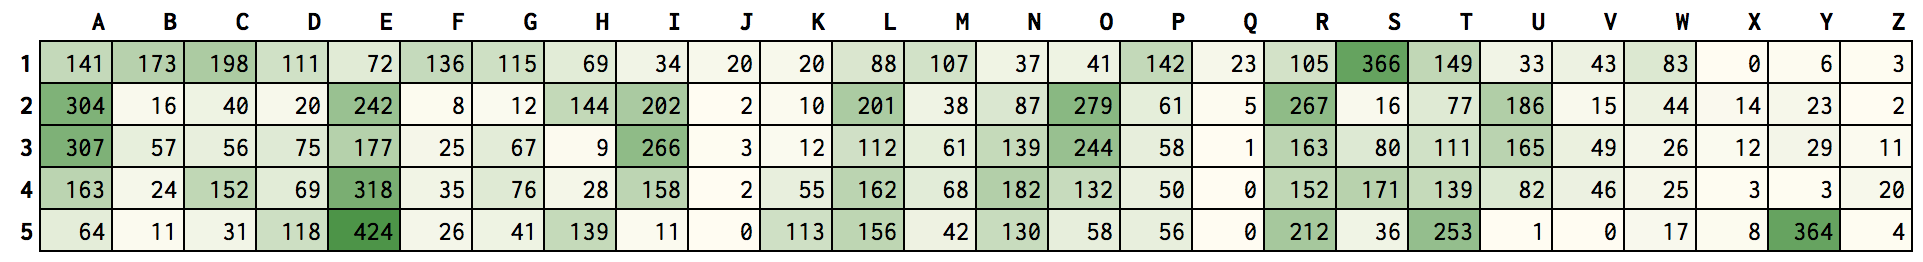 A B C D E F G H I J K L M N O P Q R S T U V W X Y Z
1 141 173 198 111 72 136 115 69 34 20 20 88 107 37 41 142 23 105 366 149 33 43 83 0 6 3
2 304 16 40 20 242 8 12 144 202 2 10 201 38 87 279 61 5 267 16 77 186 15 44 14 23 2
3 307 57 56 75 177 25 67 9 266 3 12 112 61 139 244 58 1 163 80 111 165 49 26 12 29 11
4 163 24 152 69 318 35 76 28 158 2 55 162 68 182 132 50 0 152 171 139 82 46 25 3 3 20
5 64 11 31 118 424 26 41 139 11 0 113 156 42 130 58 56 0 212 36 253 1 0 17 8 364 4